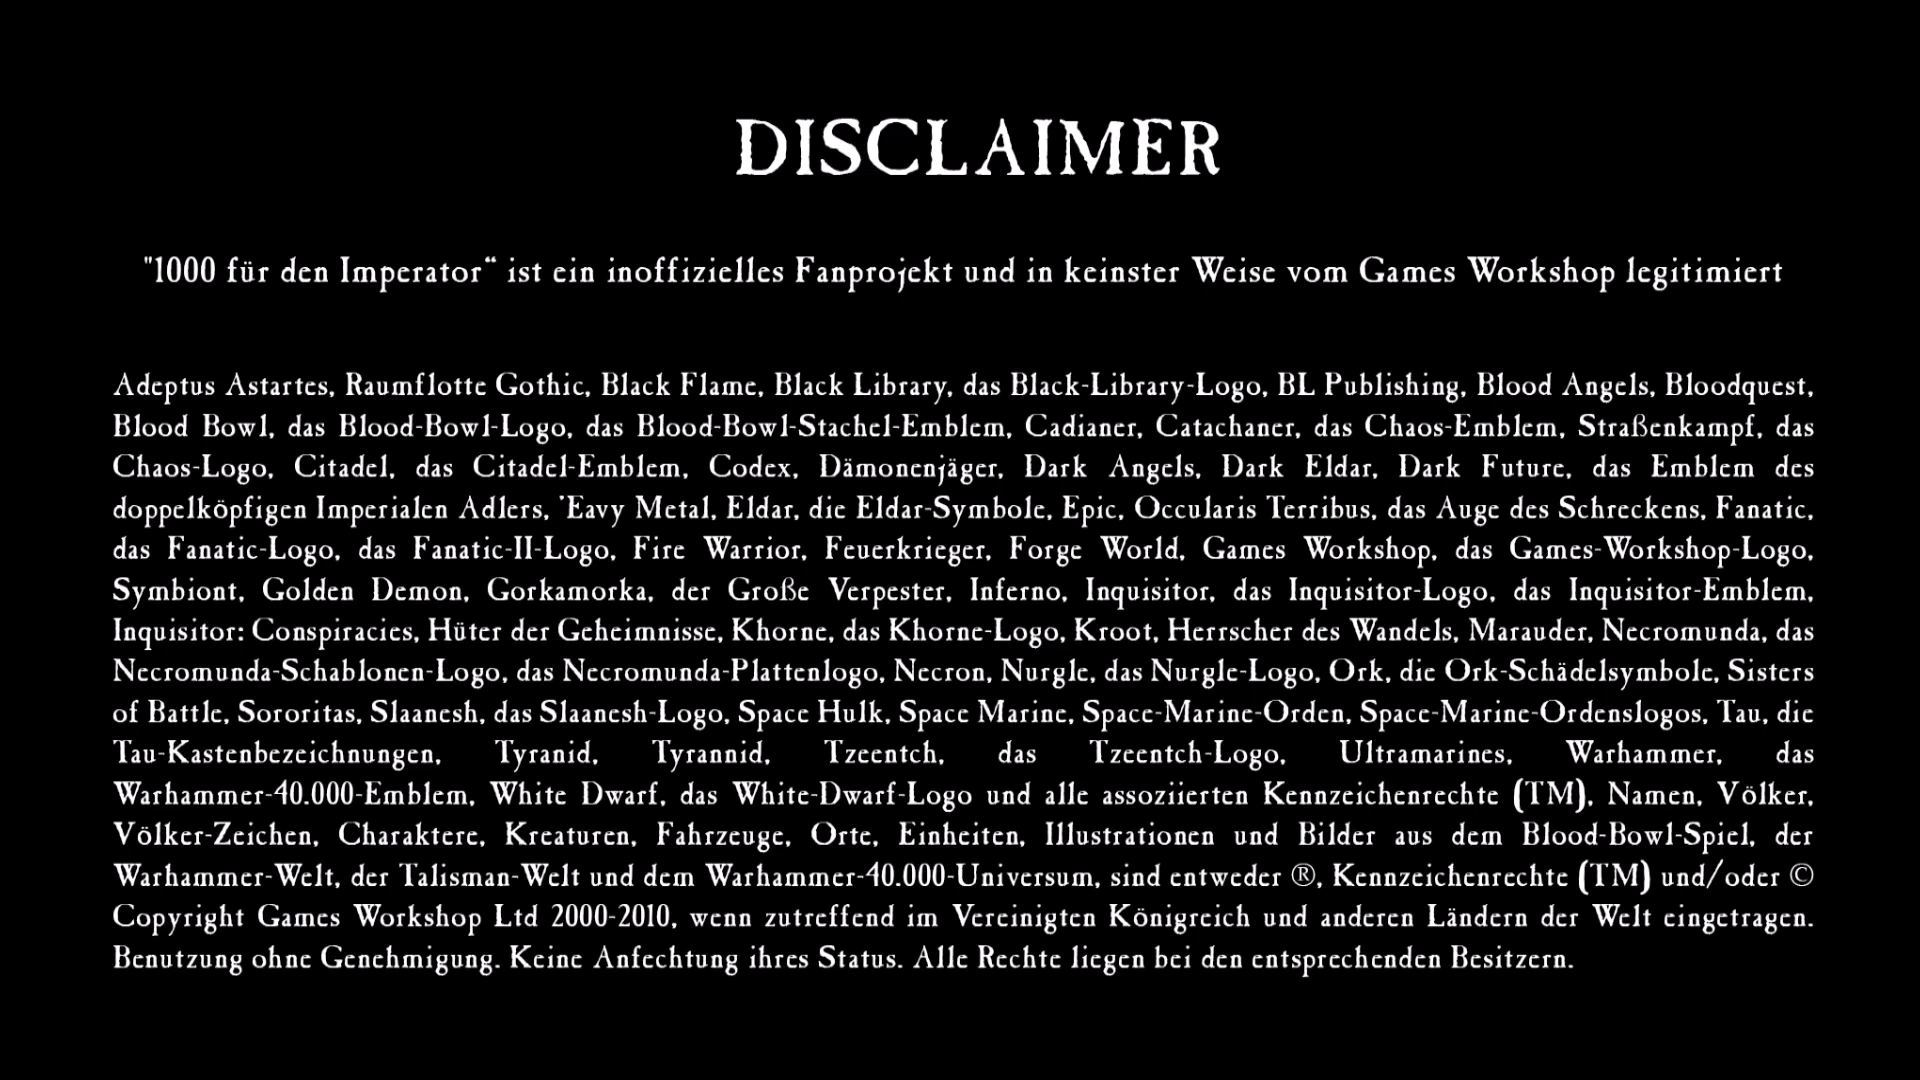 DISCLAIMER
"1000 für den Imperator“ ist ein inoffizielles Fanprojekt und in keinster Weise vom Games Workshop legitimiert
Adeptus Astartes, Raumflotte Gothic, Black Flame, Black Library, das Black-Library-Logo, BL Publishing, Blood Angels, Bloodquest,
Blood Bowl, das Blood-Bowl-Logo, das Blood-Bowl-Stachel-Emblem, Cadianer, Catachaner, das Chaos-Emblem, Straßenkampf, das
Chaos-Logo, Citadel, das Citadel-Emblem, Codex, Dämonenjäger, Dark Angels, Dark Eldar, Dark Future, das Emblem des
doppelköpfigen Imperialen Adlers, 'Eavy Metal, Eldar, die Eldar-Symbole, Epic, Occularis Terribus, das Auge des Schreckens, Fanatic,
das Fanatic-Logo, das Fanatic-II-Logo, Fire Warrior, Feuerkrieger, Forge World, Games Workshop, das Games-Workshop-Logo,
Symbiont, Golden Demon, Gorkamorka, der Große Verpester, Inferno, Inquisitor, das Inquisitor-Logo, das Inquisitor-Emblem,
Inquisitor: Conspiracies, Hüter der Geheimnisse, Khorne, das Khorne-Logo, Kroot, Herrscher des Wandels, Marauder, Necromunda, das
Necromunda-Schablonen-Logo, das Necromunda-Plattenlogo, Necron, Nurgle, das Nurgle-Logo, Ork, die Ork-Schädelsymbole, Sisters
of Battle, Sororitas, Slaanesh, das Slaanesh-Logo, Space Hulk, Space Marine, Space-Marine-Orden, Space-Marine-Ordenslogos, Tau, die
Tau-Kastenbezeichnungen, Tyranid, Tyrannid, Tzeentch, das Tzeentch-Logo, Ultramarines, Warhammer, das
Warhammer-40.000-Emblem, White Dwarf, das White-Dwarf-Logo und alle assoziierten Kennzeichenrechte (TM), Namen, Völker,
Völker-Zeichen, Charaktere, Kreaturen, Fahrzeuge, Orte, Einheiten, Illustrationen und Bilder aus dem Blood-Bowl-Spiel, der
Warhammer-Welt, der Talisman-Welt und dem Warhammer-40.000-Universum, sind entweder ®, Kennzeichenrechte (TM) und/oder ©
Copyright Games Workshop Ltd 2000-2010, wenn zutreffend im Vereinigten Königreich und anderen Ländern der Welt eingetragen.
Benutzung ohne Genehmigung. Keine Anfechtung ihres Status. Alle Rechte liegen bei den entsprechenden Besitzern.